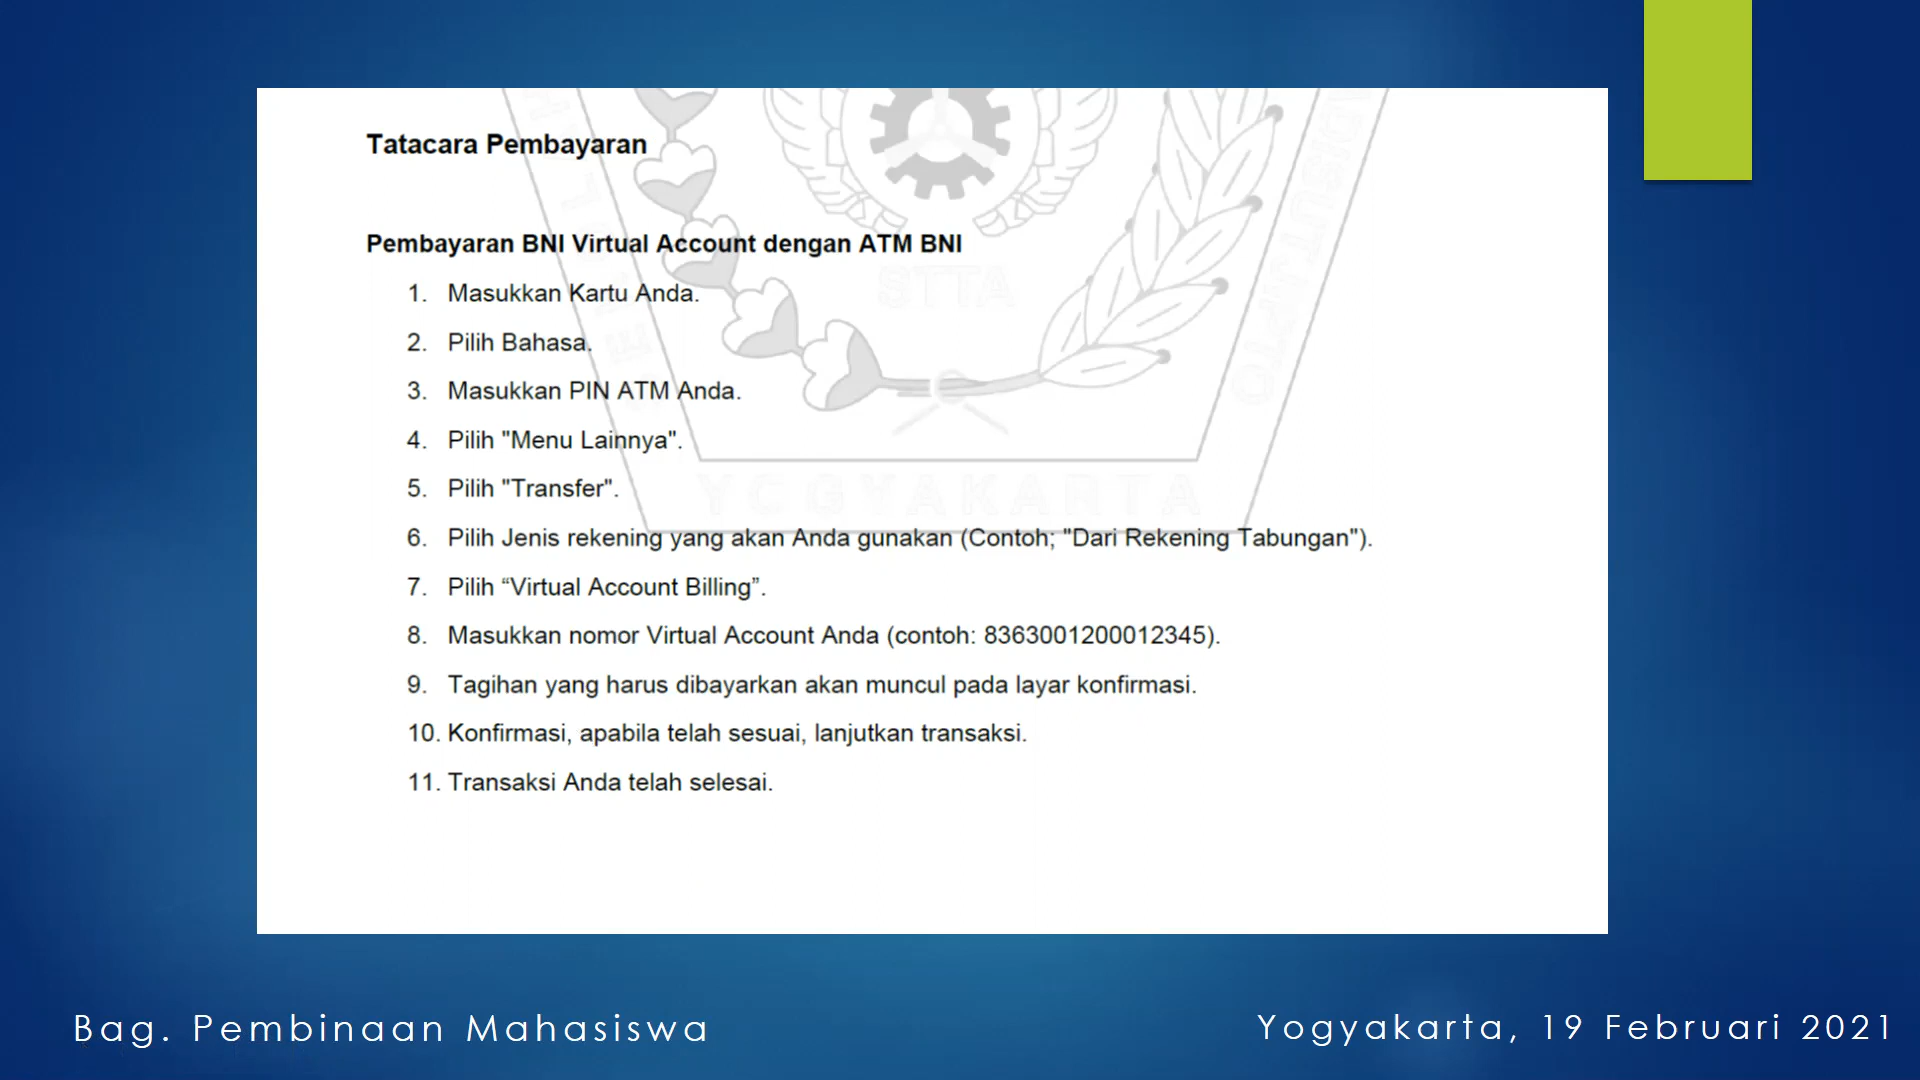 Tatacara Pembayaran
Pembayaran BNI Virtual Account dengan ATM BNI
1. Masukkan Kartu Anda.
2. Pilih Bahasa.
3. Masukkan PIN ATM Anda.
4. Pilih "Menu Lainnya".
5. Pilih "Transfer".
6. Pilih Jenis rekening yang akan Anda gunakan (Contoh; "Dari Rekening Tabungan").
7. Pilih “Virtual Account Billing”.
8. Masukkan nomor Virtual Account Anda (contoh: 8363001200012345).
9. Tagihan yang harus dibayarkan akan muncul pada layar konfirmasi.
10. Konfirmasi, apabila telah sesuai, lanjutkan transaksi.
11. Transaksi Anda telah selesai.
STTA
YOGYAKARTA
Bag. Pembinaan Mahasiswa
Yogyakarta, 19 Februari 2021